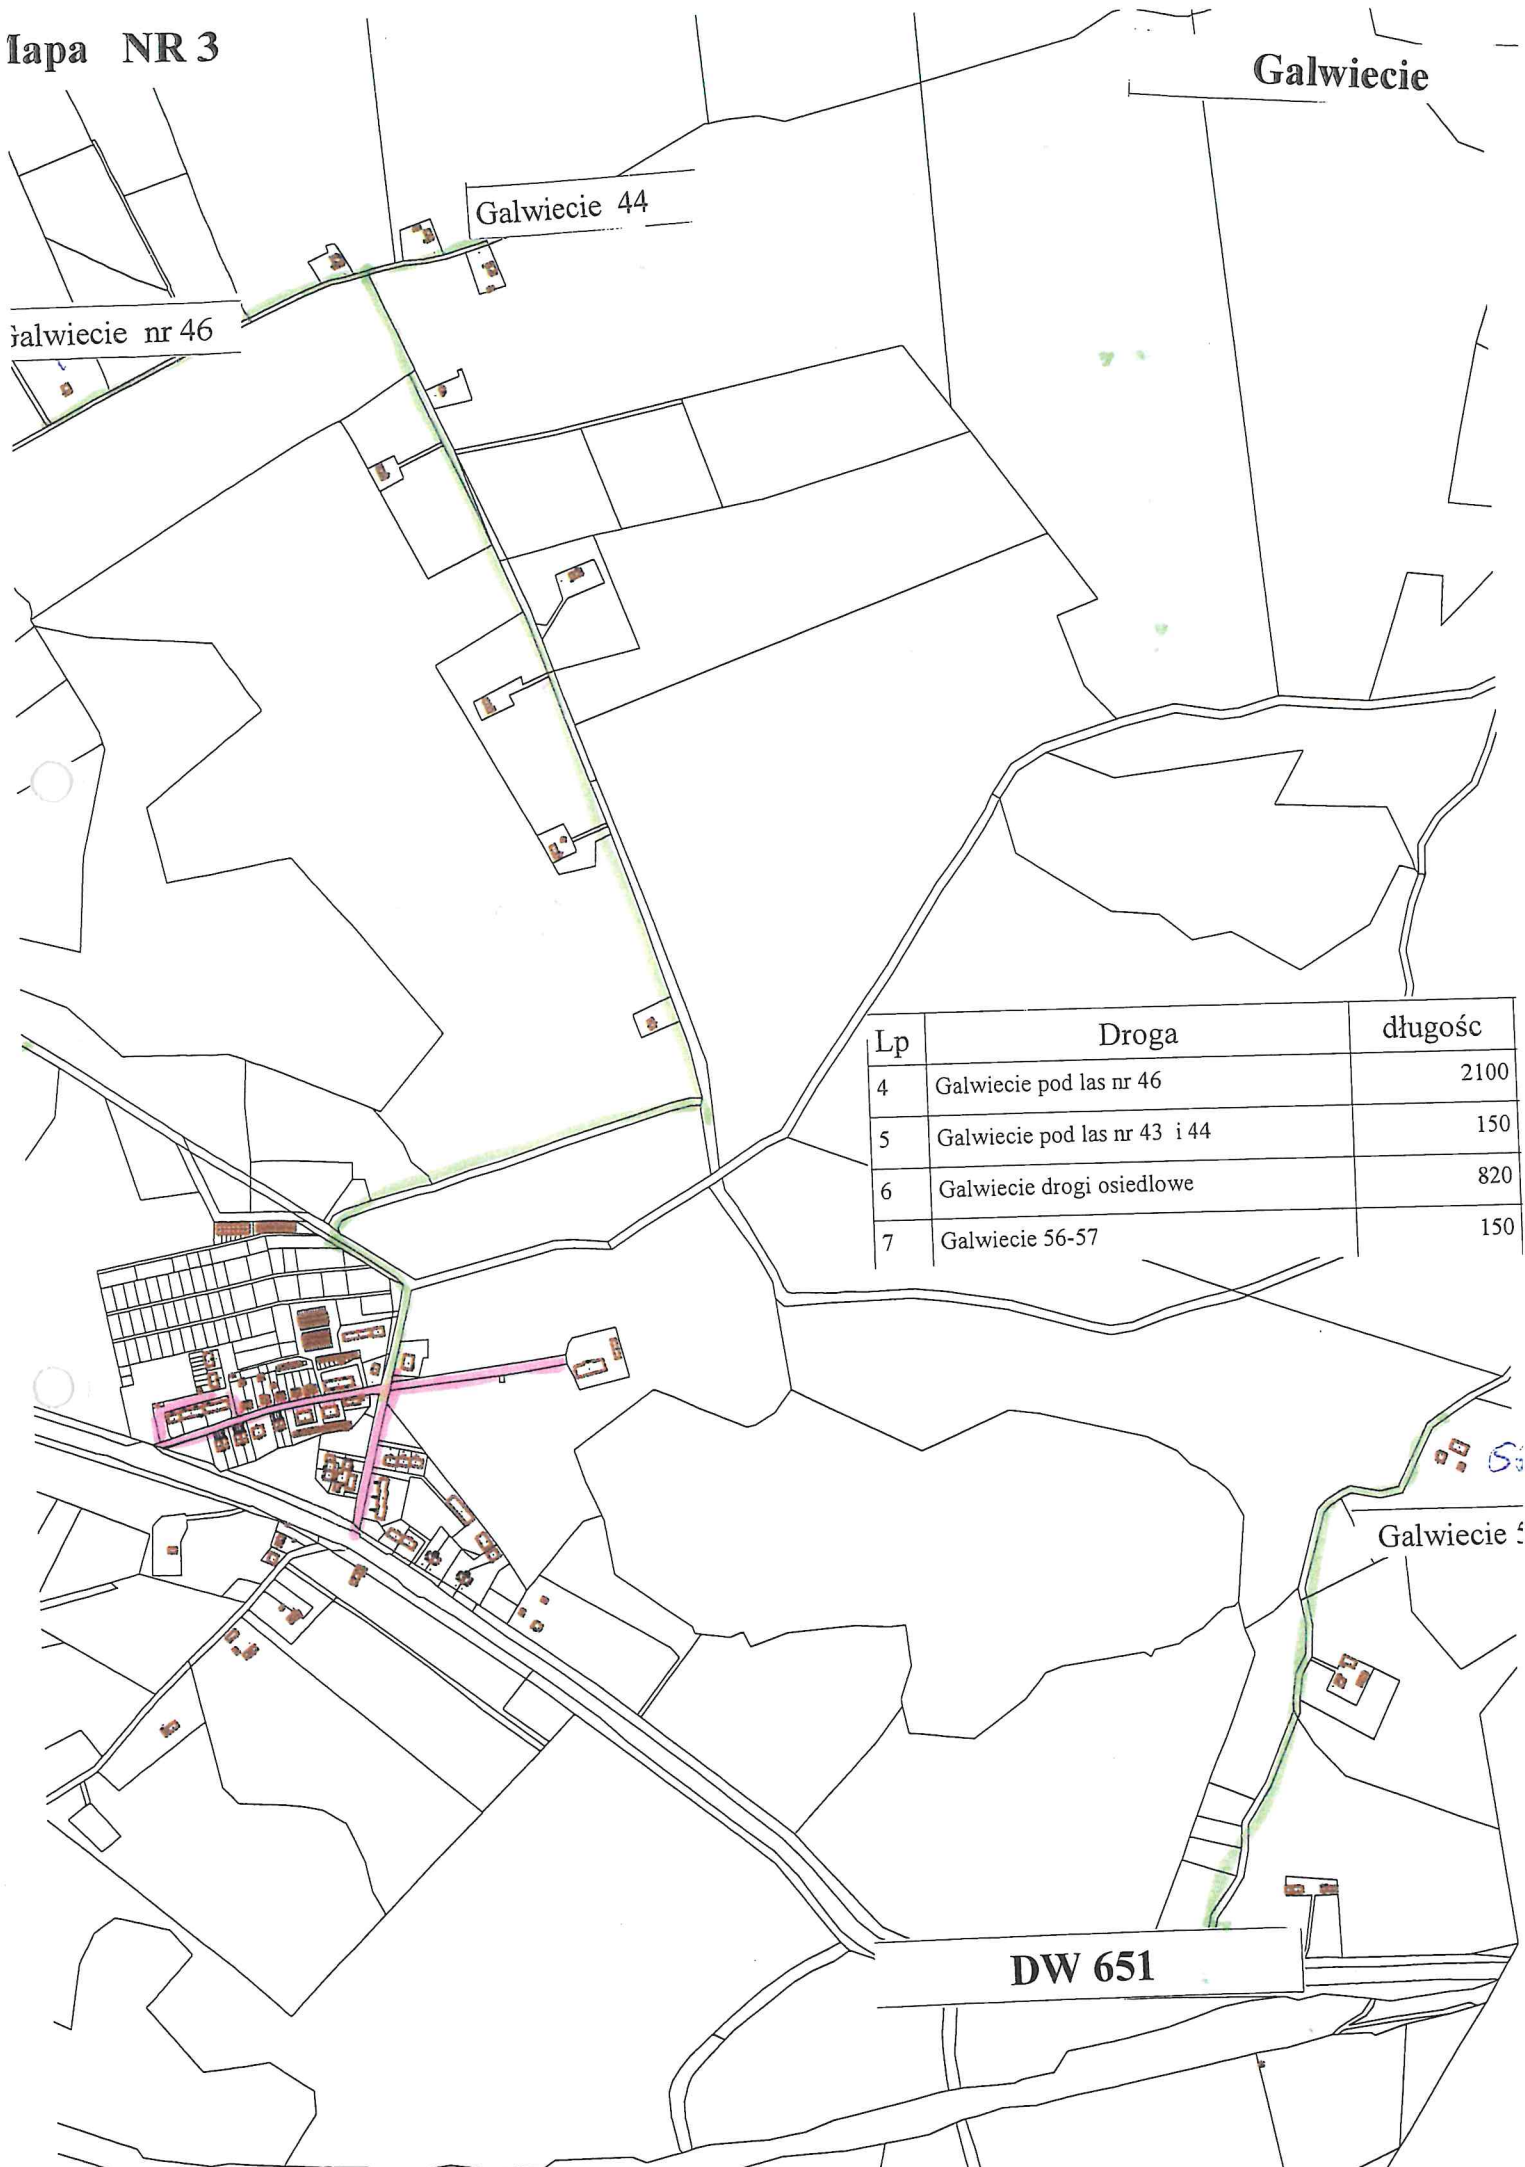 NR 3
Galwiecie
Galwiecie 44
nr 46
Lp Droga długośc
4 Galwiecie pod las nr 46 2100
5 Galwiecie pod las nr 43 i 44 150
6 Galwiecie drogi osiedlowe 820
7 Galwiecie 56-57 150
Galwiecie 5
DW 651